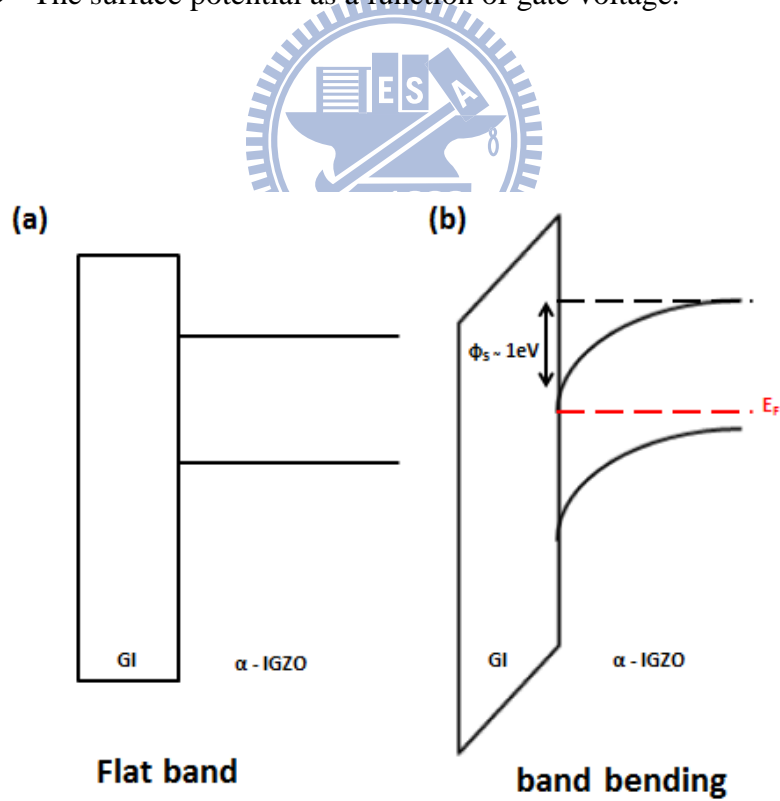 The surface potential as a function of gate voltage.
E S A
(a)
(b)
ϕs ~ 1eV
EF
GI
α - IGZO
GI
α - IGZO
Flat band
band bending